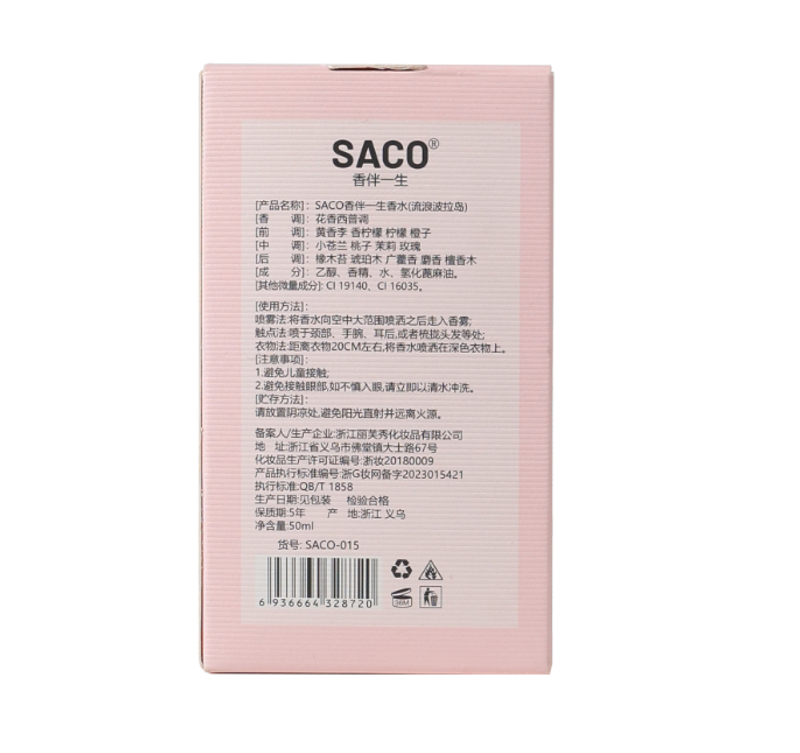 SACO®
香伴一生
[产品名称]: SACO香伴一生香水(流浪波拉岛)
[香 调]: 花香西普调
[前 调]: 黄香李 香柠檬 柠檬 橙子
[中 调]: 小苍兰 桃子 茉莉 玫瑰
[后 调]: 橡木苔 琥珀木 广藿香 麝香 檀香木
[成 分]: 乙醇、香精、水、氢化蓖麻油。
[其他微量成分]: CI 19140、CI 16035。
[使用方法]:
喷雾法:将香水向空中大范围喷洒之后走入香雾;
触点法:喷于颈部、手腕、耳后,或者梳拢头发等处;
衣物法:距离衣物20CM左右,将香水喷洒在深色衣物上。
[注意事项]:
1.避免儿童接触;
2.避免接触眼部,如不慎入眼,请立即以清水冲洗。
[贮存方法]:
请放置阴凉处,避免阳光直射并远离火源。
备案人/生产企业:浙江丽芙秀化妆品有限公司
地 址:浙江省义乌市佛堂镇大士路67号
化妆品生产许可证编号:浙妆20180009
产品执行标准编号:浙G妆网备字2023015421
执行标准:QB/T 1858
生产日期:见包装 检验合格
保质期:5年 产 地:浙江 义乌
净含量:50ml
货号: SACO-015
6 936664 328720
36M